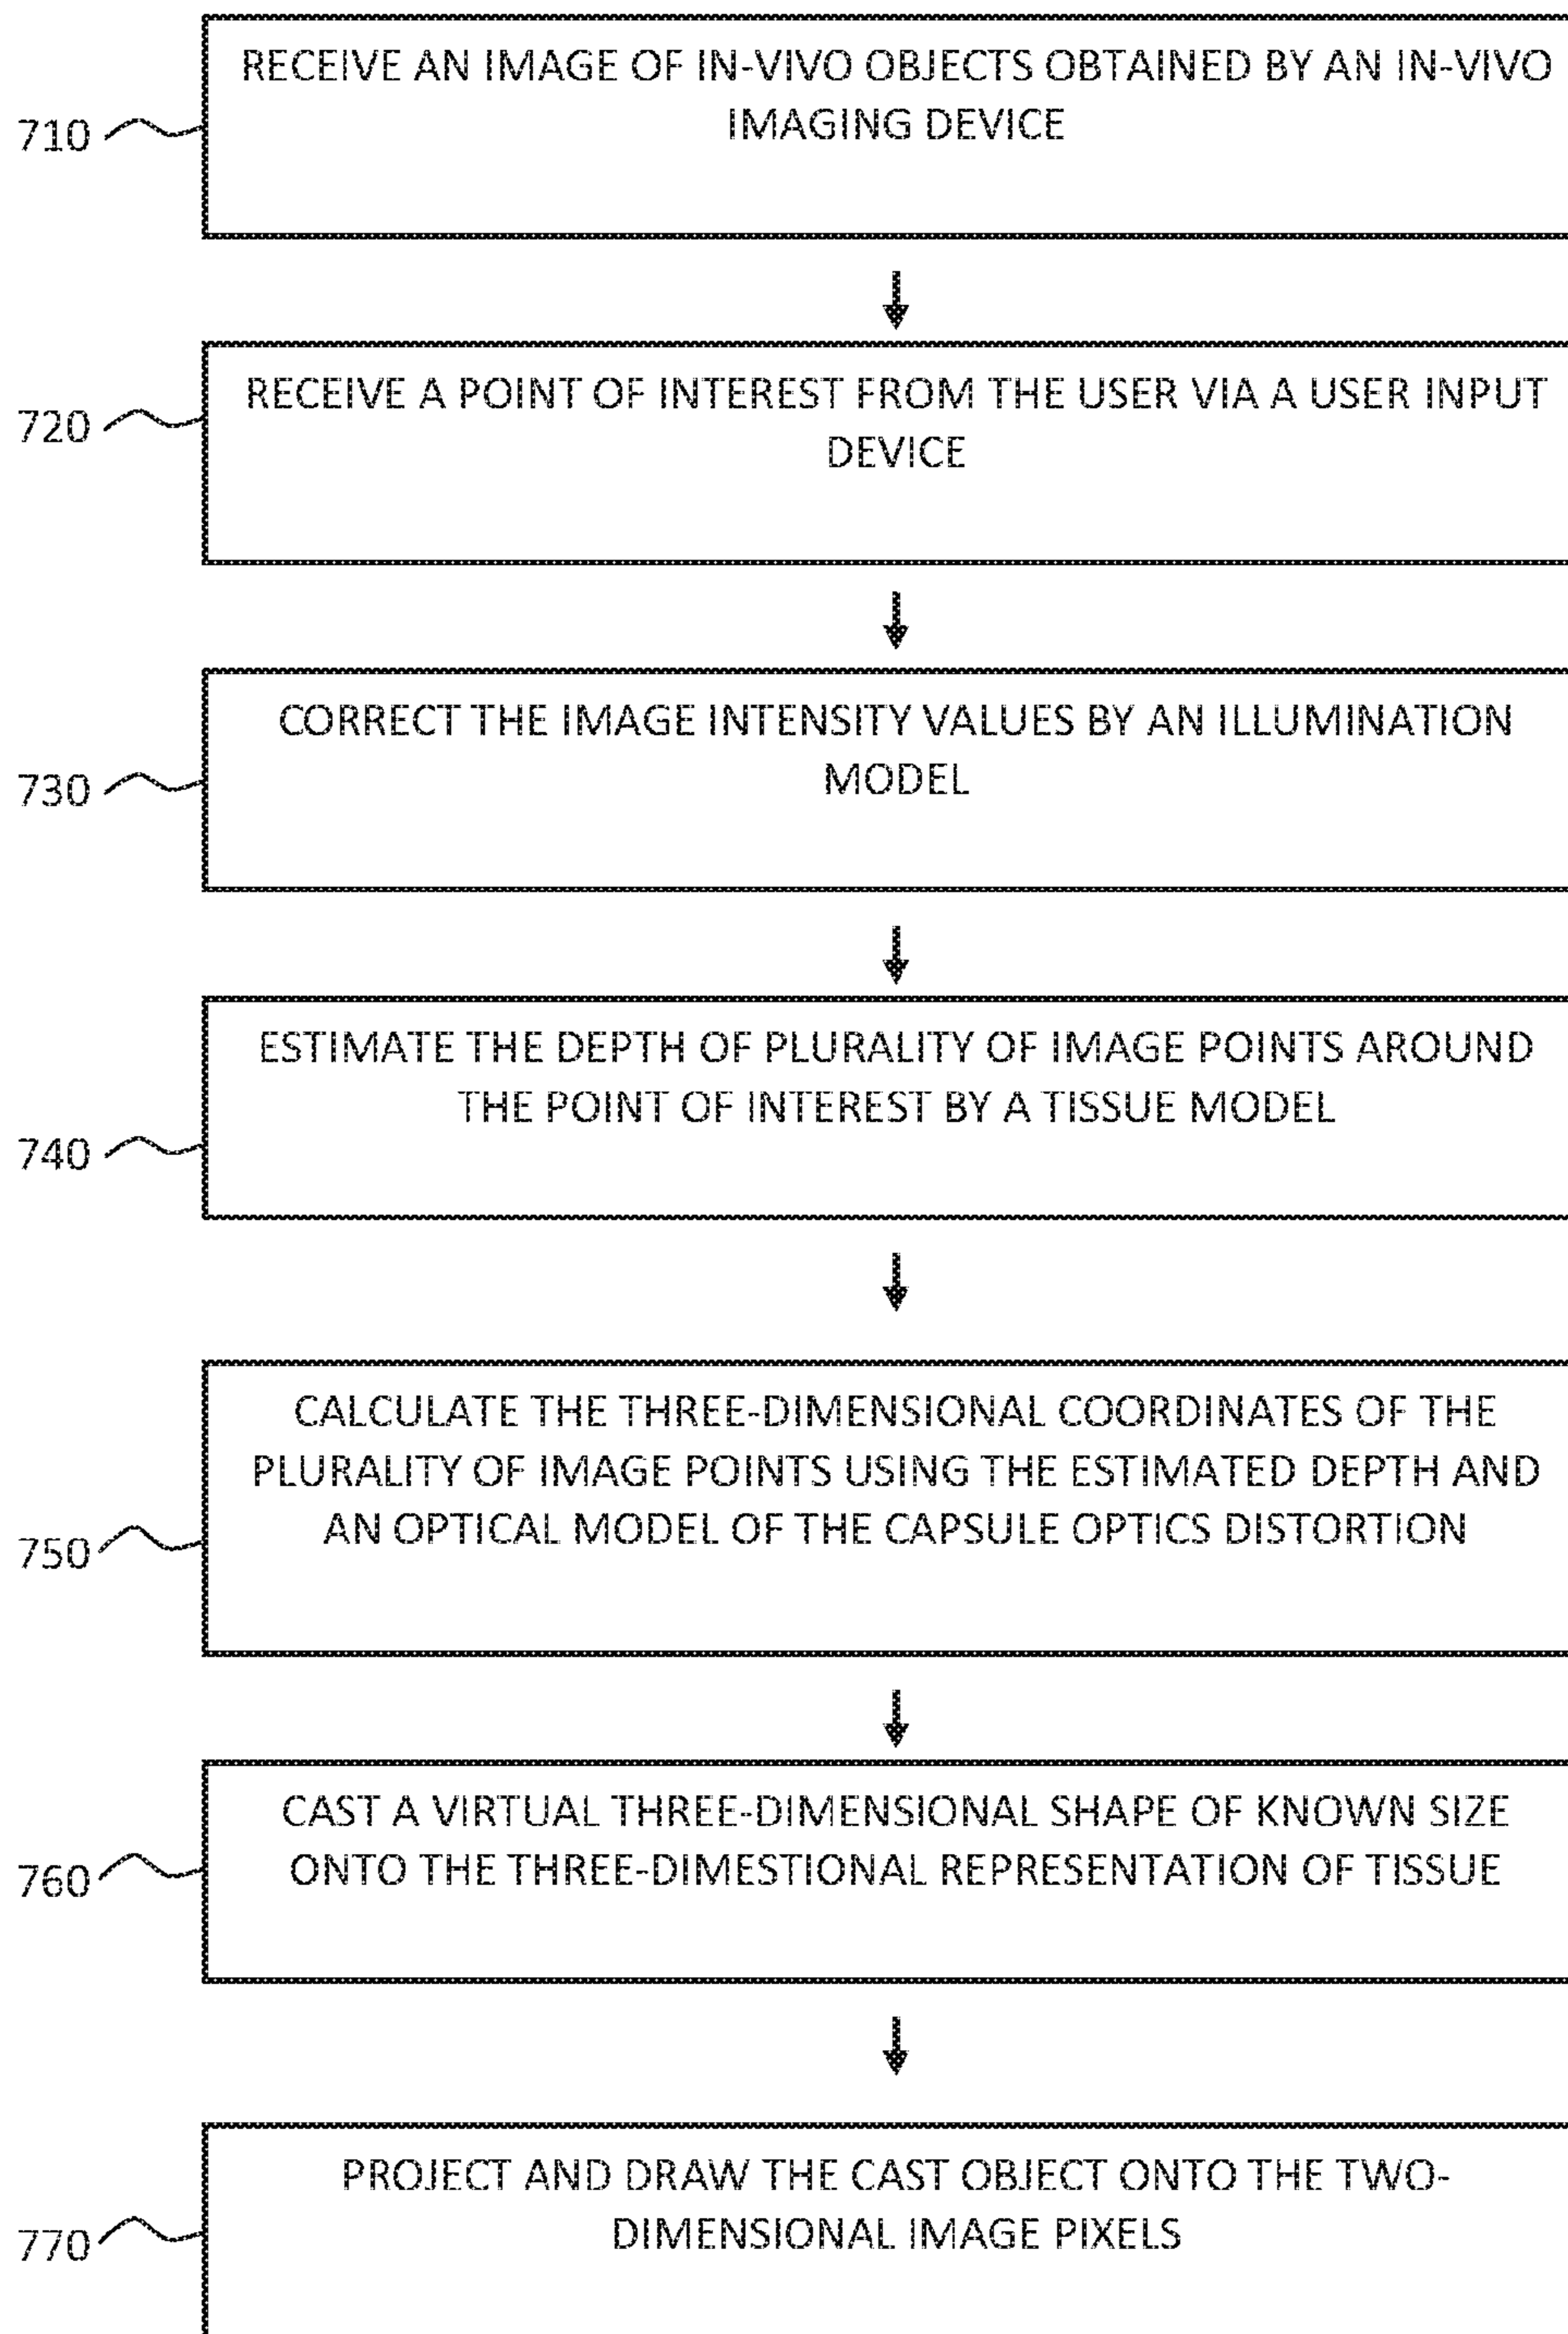 RECEIVE AN IMAGE OF IN-VIVO OBJECTS OBTAINED BY AN IN-VIVO
IMAGING DEVICE
710
RECEIVE A POINT OF INTEREST FROM THE USER VIA A USER INPUT
DEVICE
720
CORRECT THE IMAGE INTENSITY VALUES BY AN ILLUMINATION
MODEL
730
ESTIMATE THE DEPTH OF PLURALITY OF IMAGE POINTS AROUND
THE POINT OF INTEREST BY A TISSUE MODEL
740
CALCULATE THE THREE-DIMENSIONAL COORDINATES OF THE
PLURALITY OF IMAGE POINTS USING THE ESTIMATED DEPTH AND
AN OPTICAL MODEL OF THE CAPSULE OPTICS DISTORTION
750
CAST A VIRTUAL THREE-DIMENSIONAL SHAPE OF KNOWN SIZE
ONTO THE THREE-DIMESTIONAL REPRESENTATION OF TISSUE
760
PROJECT AND DRAW THE CAST OBJECT ONTO THE TWO-
DIMENSIONAL IMAGE PIXELS
770